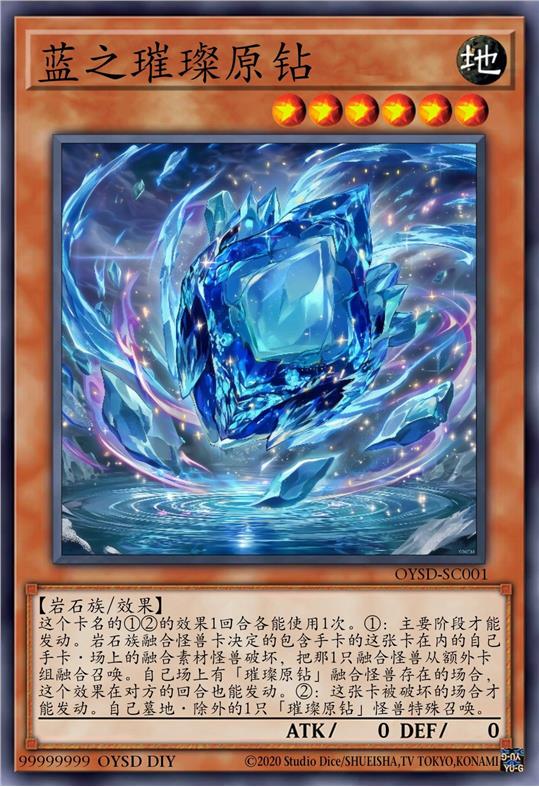 蓝之璀璨原钻
地
OYSD-SC001
【岩石族/效果】
这个卡名的①②的效果1回合各能使用1次。①：主要阶段才能
发动。岩石族融合怪兽卡决定的包含手卡的这张卡在内的自己
手卡·场上的融合素材怪兽破坏，把那1只融合怪兽从额外卡
组融合召唤。自己场上有「璀璨原钻」融合怪兽存在的场合，
这个效果在对方的回合也能发动。②：这张卡被破坏的场合才
能发动。自己墓地·除外的1只「璀璨原钻」怪兽特殊召唤。
ATK/ 0 DEF/ 0
99999999 OYSD DIY
©2020 Studio Dice/SHUEISHA,TV TOKYO,KONAMI